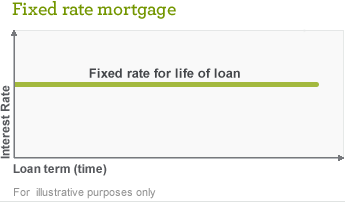 Fixed rate mortgage
Fixed rate for life of loan
Interest Rate
Loan term (time)
For illustrative purposes only